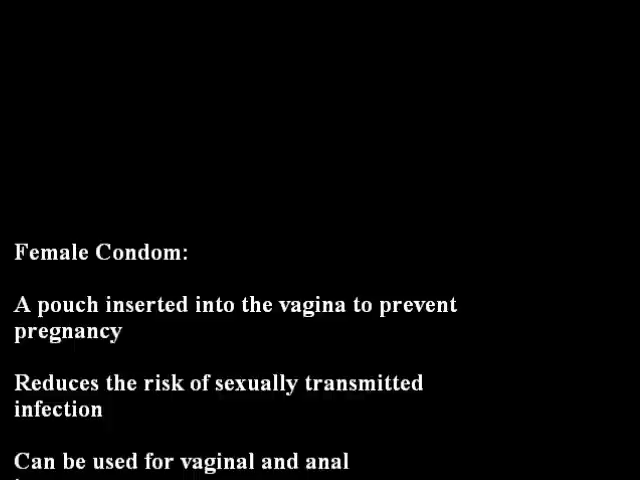 Female Condom:
A pouch inserted into the vagina to prevent
pregnancy
Reduces the risk of sexually transmitted
infection
Can be used for vaginal and anal